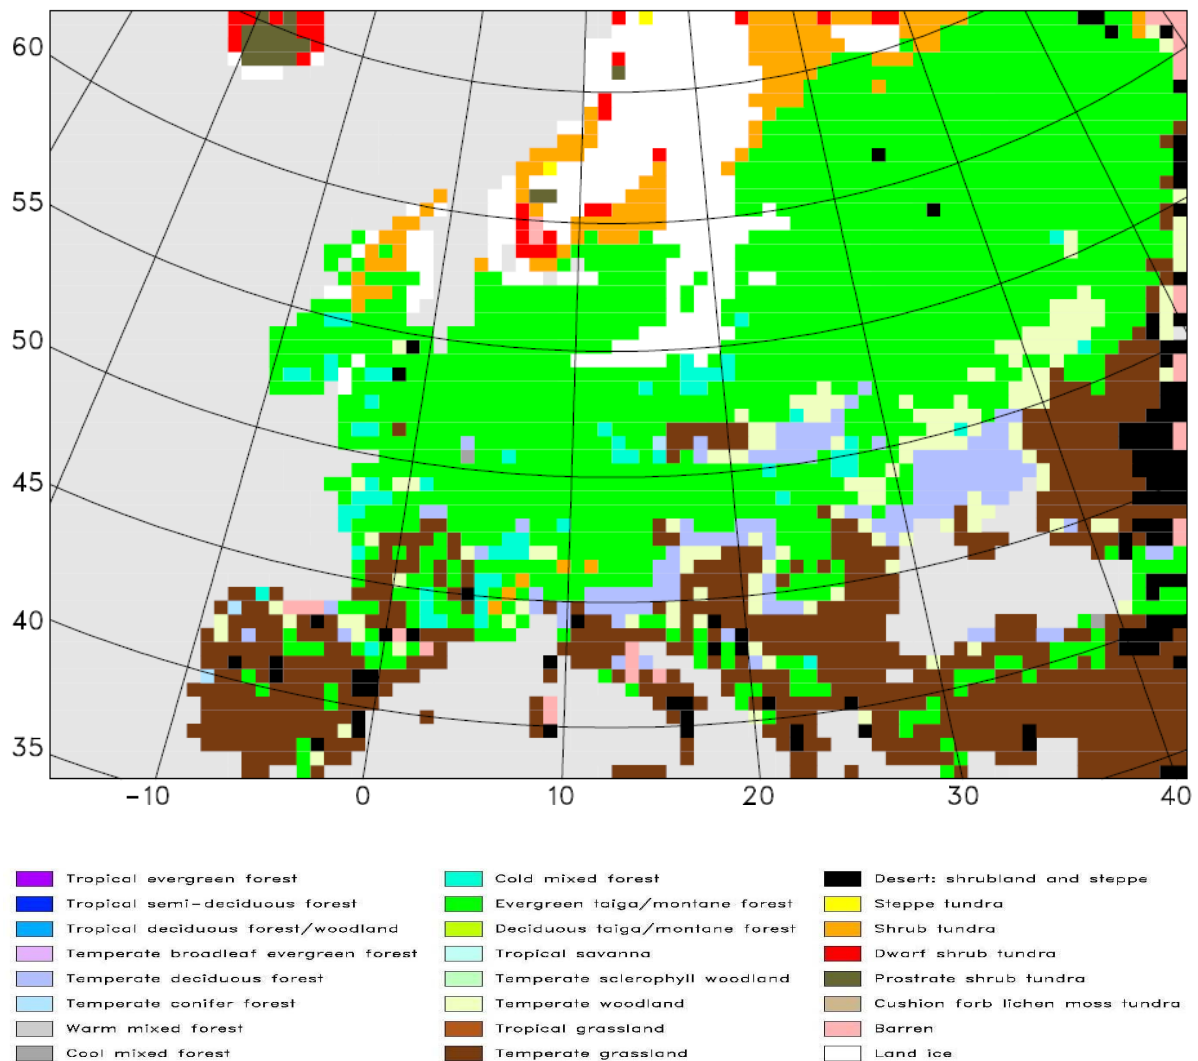 60
55
50
45
40
35
-10 0 10 20 30 40
Tropical evergreen forest Cold mixed forest Desert: shrubland and steppe
Tropical semi-deciduous forest Evergreen taiga/montane forest Steppe tundra
Tropical deciduous forest/woodland Deciduous taiga/montane forest Shrub tundra
Temperate broadleaf evergreen forest Tropical savanna Dwarf shrub tundra
Temperate deciduous forest Temperate sclerophyll woodland Prostrate shrub tundra
Temperate conifer forest Temperate woodland Cushion forb lichen moss tundra
Warm mixed forest Tropical grassland Barren
Cool mixed forest Temperate grassland Land ice